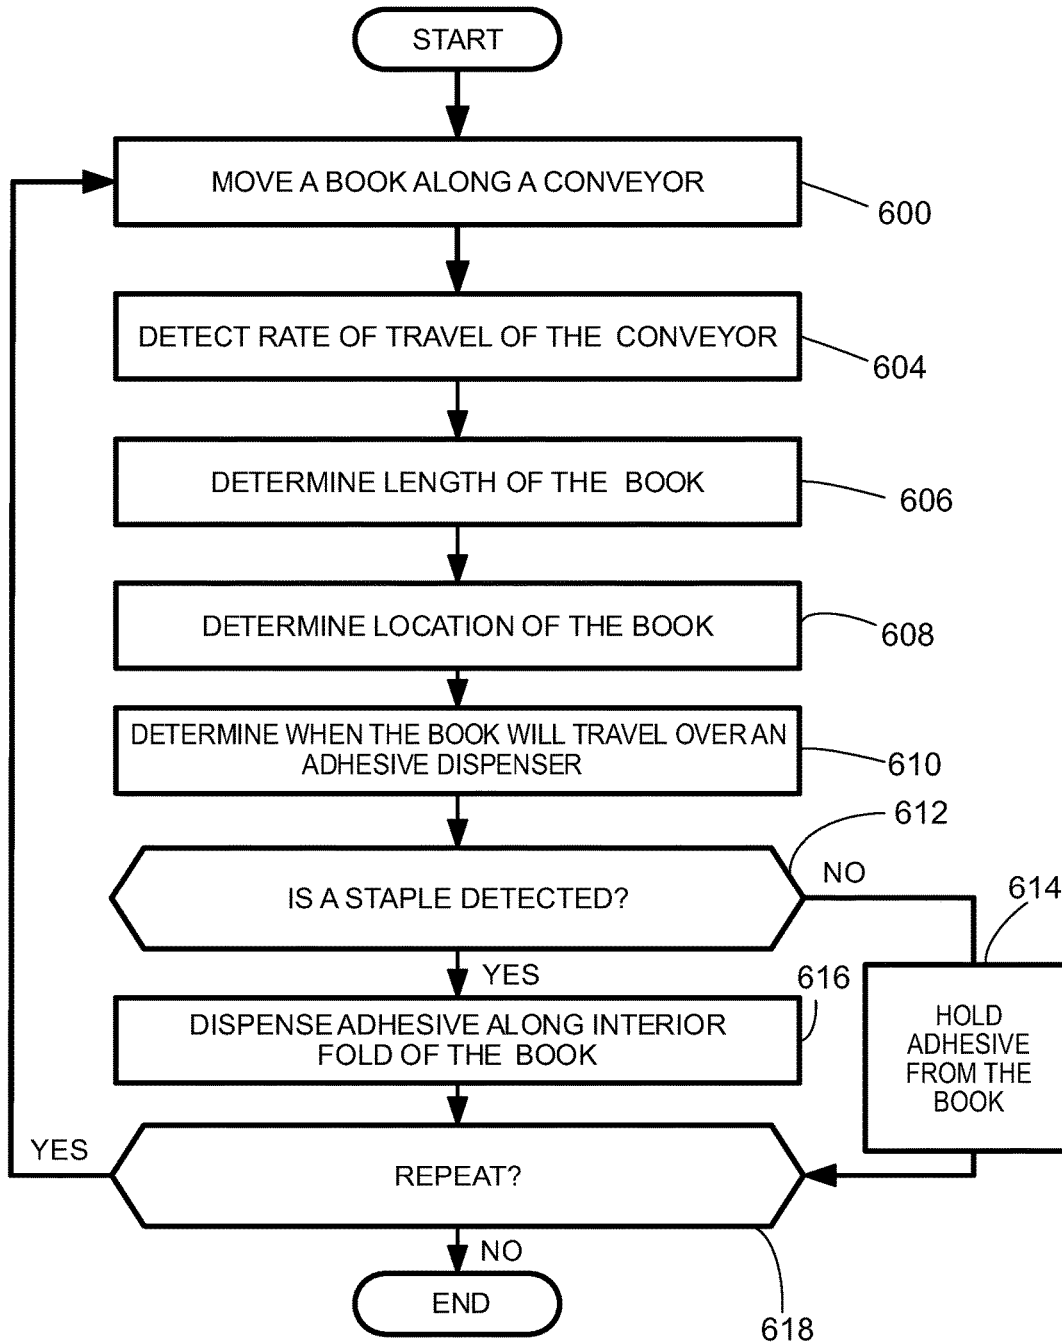 START
MOVE A BOOK ALONG A CONVEYOR
600
DETECT RATE OF TRAVEL OF THE CONVEYOR
604
DETERMINE LENGTH OF THE BOOK
606
DETERMINE LOCATION OF THE BOOK
608
DETERMINE WHEN THE BOOK WILL TRAVEL OVER AN
ADHESIVE DISPENSER
610
612
IS A STAPLE DETECTED?
NO
614
YES
616
DISPENSE ADHESIVE ALONG INTERIOR
FOLD OF THE BOOK
HOLD
ADHESIVE
FROM THE
BOOK
YES
REPEAT?
NO
618
END